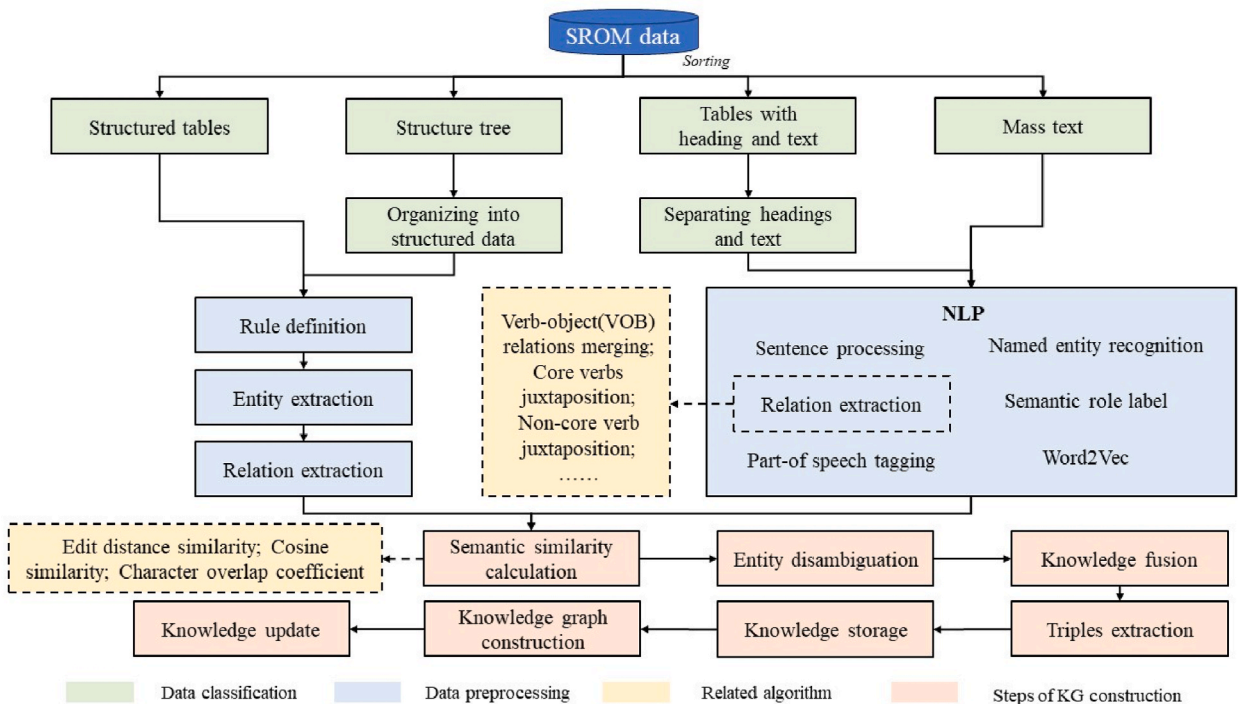 SROM data
Sorting
Structured tables
Structure tree
Tables with
heading and text
Mass text
Organizing into
structured data
Separating headings
and text
Rule definition
Entity extraction
Relation extraction
Verb-object(VOB)
relations merging;
Core verbs
juxtaposition;
Non-core verb
juxtaposition;
……
NLP
Sentence processing
Named entity recognition
Relation extraction
Semantic role label
Part-of speech tagging
Word2Vec
Edit distance similarity; Cosine
similarity; Character overlap coefficient
Semantic similarity
calculation
Entity disambiguation
Knowledge fusion
Knowledge update
Knowledge graph
construction
Knowledge storage
Triples extraction
Data classification
Data preprocessing
Related algorithm
Steps of KG construction